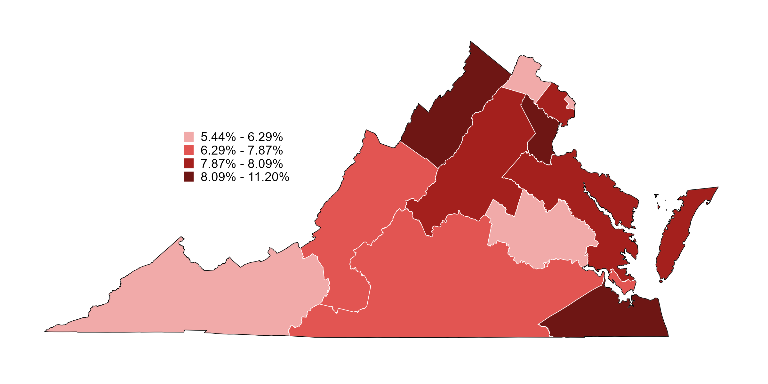 5.44% - 6.29%
6.29% - 7.87%
7.87% - 8.09%
8.09% - 11.20%